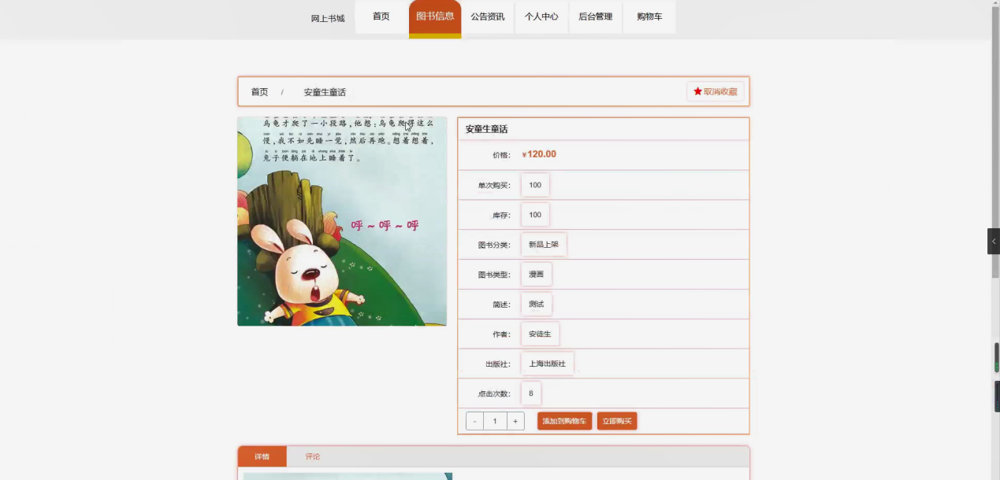 网上书城 首页 图书信息 公告资讯 个人中心 后台管理 购物车
首页 / 安童生童话 取消收藏
乌龟才爬了一小段路，他想：乌龟爬得这么
慢，我不如先睡一觉，然后再跑。想着想着，
兔子便躺在地上睡着了。
呼～呼～呼
安童生童话
价格： ¥120.00
单次购买： 100
库存： 100
图书分类： 新品上架
图书类型： 漫画
简述： 测试
作者： 安徒生
出版社： 上海出版社
点击次数： 8
- 1 + 添加到购物车 立即购买
详情 评论